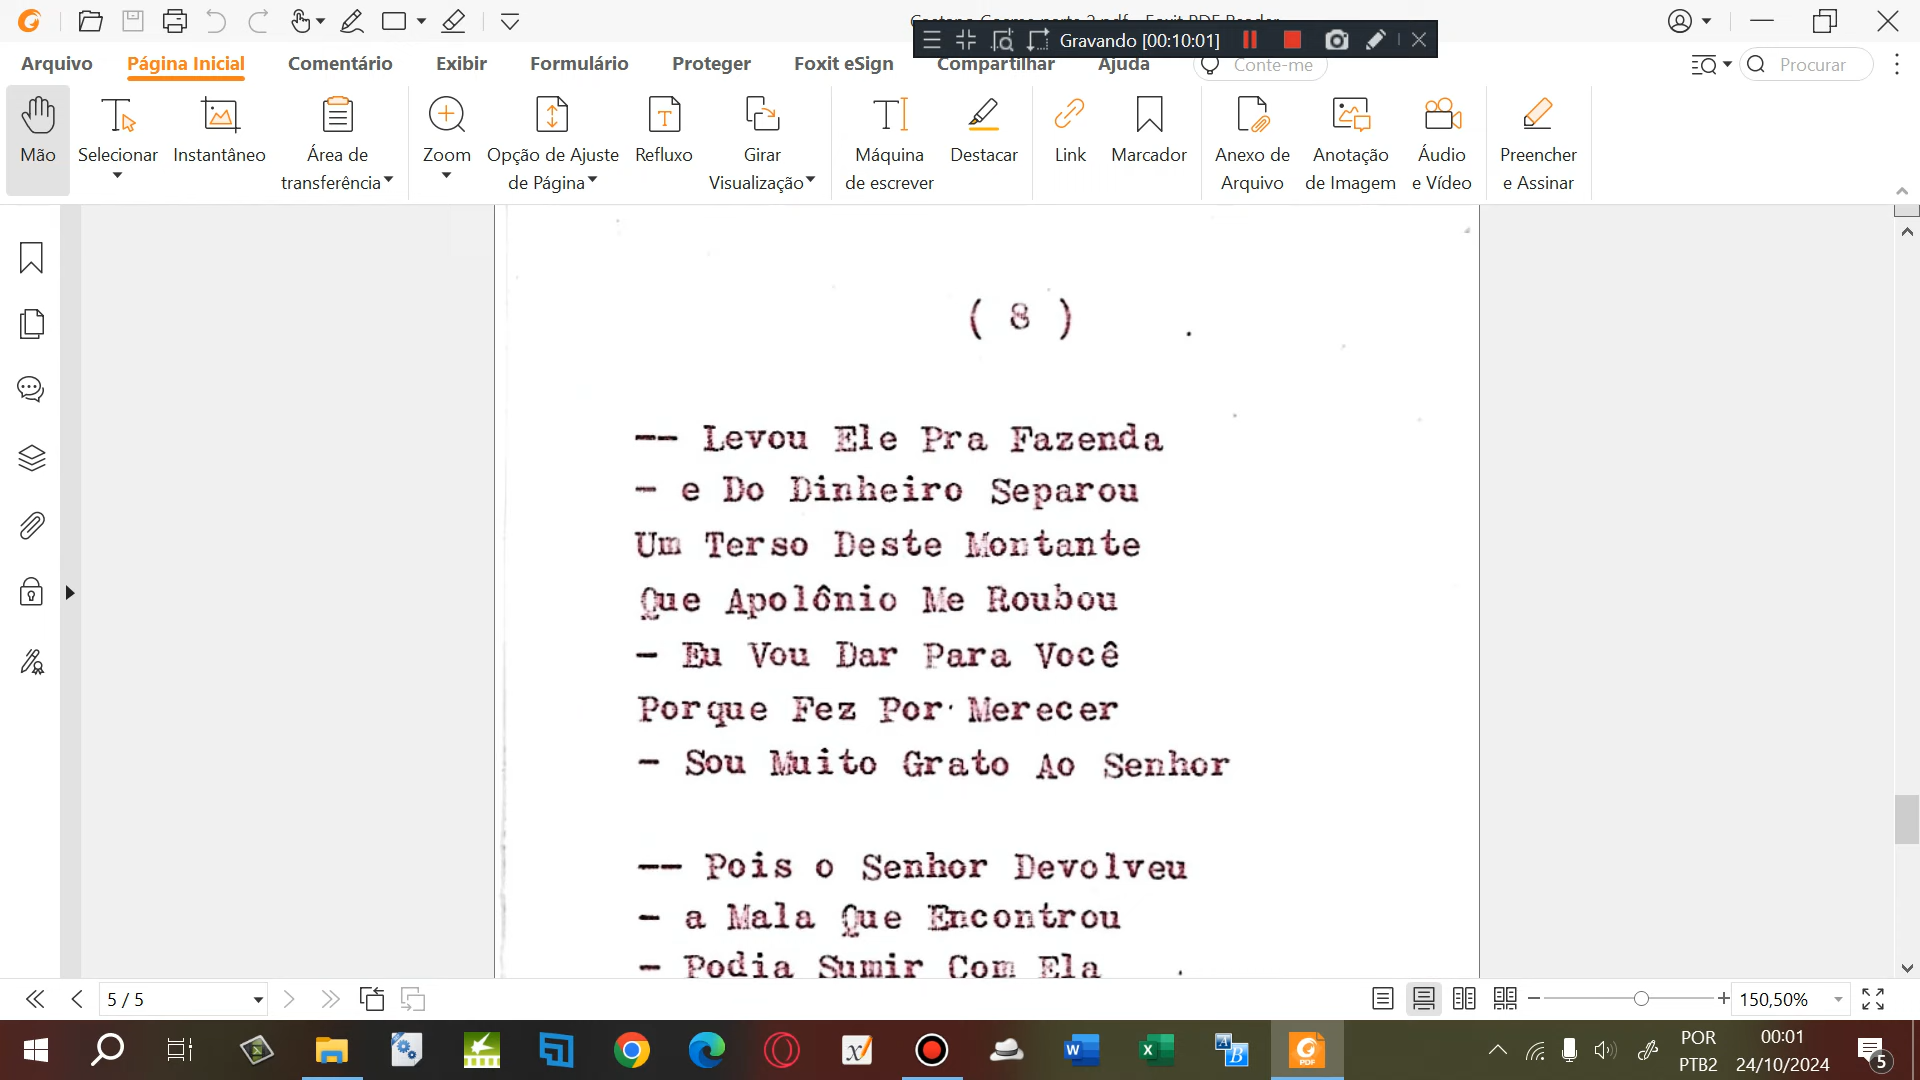 Gravando [00:10:01]
Arquivo Página Inicial Comentário Exibir Formulário Proteger Foxit eSign Compartilhar Ajuda Conte-me Procurar
Mão Selecionar Instantâneo Área de transferência Zoom Opção de Ajuste de Página Refluxo Girar Visualização Máquina de escrever Destacar Link Marcador Anexo de Arquivo Anotação de Imagem Áudio e Vídeo Preencher e Assinar
( 8 )
-- Levou Ele Pra Fazenda
- e Do Dinheiro Separou
Um Terso Deste Montante
Que Apolônio Me Roubou
- Eu Vou Dar Para Você
Porque Fez Por Merecer
- Sou Muito Grato Ao Senhor
-- Pois o Senhor Devolveu
- a Mala Que Encontrou
- Podia Sumir Com Ela
5 / 5
150,50%
POR 00:01
PTB2 24/10/2024
5